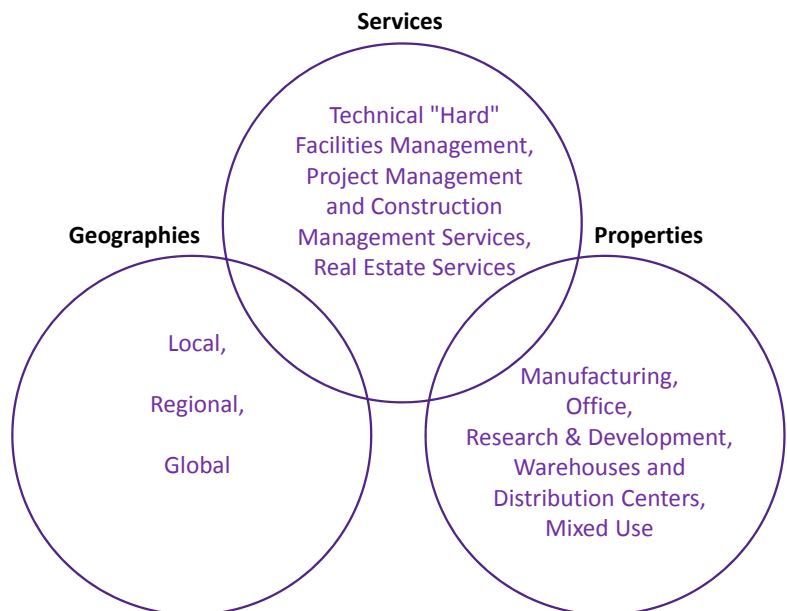 Services
Technical "Hard"
Facilities Management,
Project Management
and Construction
Management Services,
Real Estate Services
Geographies
Local,
Regional,
Global
Properties
Manufacturing,
Office,
Research & Development,
Warehouses and
Distribution Centers,
Mixed Use